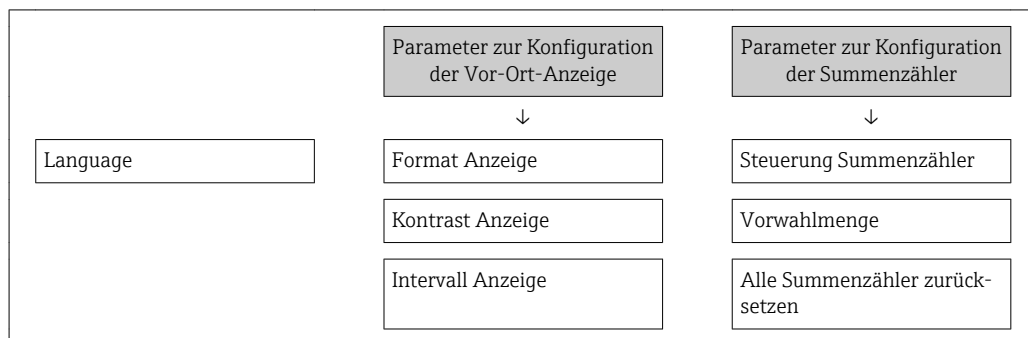 Parameter zur Konfiguration
der Vor-Ort-Anzeige
Parameter zur Konfiguration
der Summenzähler
↓
↓
Language
Format Anzeige
Steuerung Summenzähler
Kontrast Anzeige
Vorwahlmenge
Intervall Anzeige
Alle Summenzähler zurück-
setzen